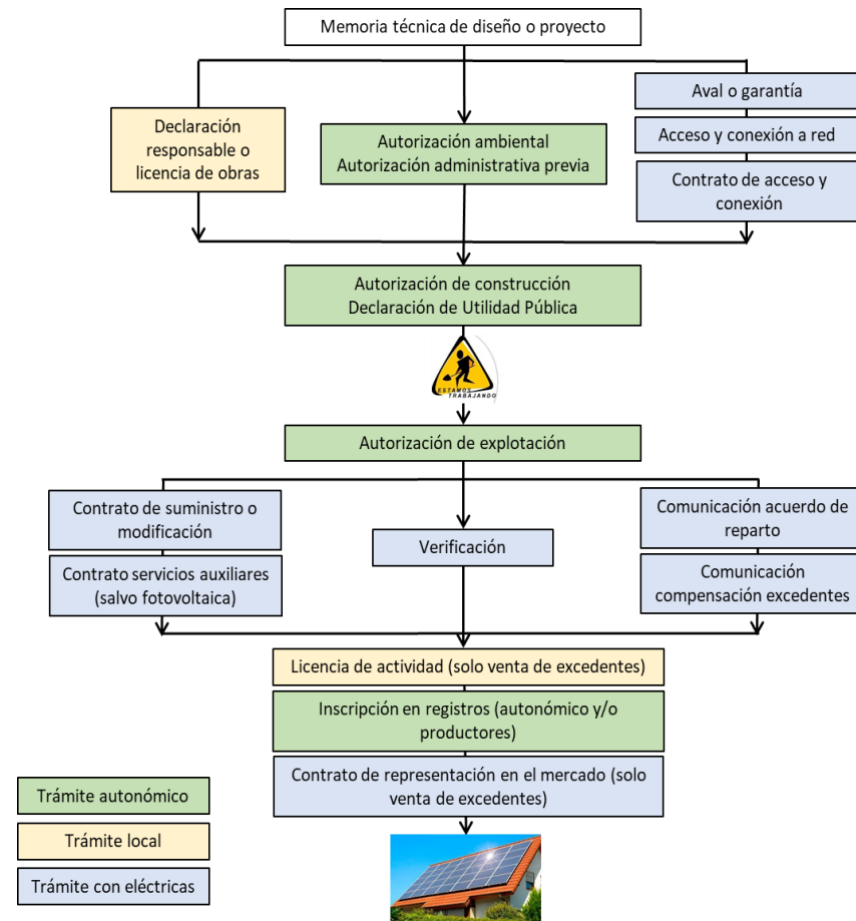 Memoria técnica de diseño o proyecto
Declaración
responsable o
licencia de obras
Autorización ambiental
Autorización administrativa previa
Aval o garantía
Acceso y conexión a red
Contrato de acceso y
conexión
Autorización de construcción
Declaración de Utilidad Pública
ESTAMOS
TRABAJANDO
Autorización de explotación
Contrato de suministro o
modificación
Contrato servicios auxiliares
(salvo fotovoltaica)
Verificación
Comunicación acuerdo de
reparto
Comunicación
compensación excedentes
Licencia de actividad (solo venta de excedentes)
Inscripción en registros (autonómico y/o
productores)
Contrato de representación en el mercado (solo
venta de excedentes)
Trámite autonómico
Trámite local
Trámite con eléctricas